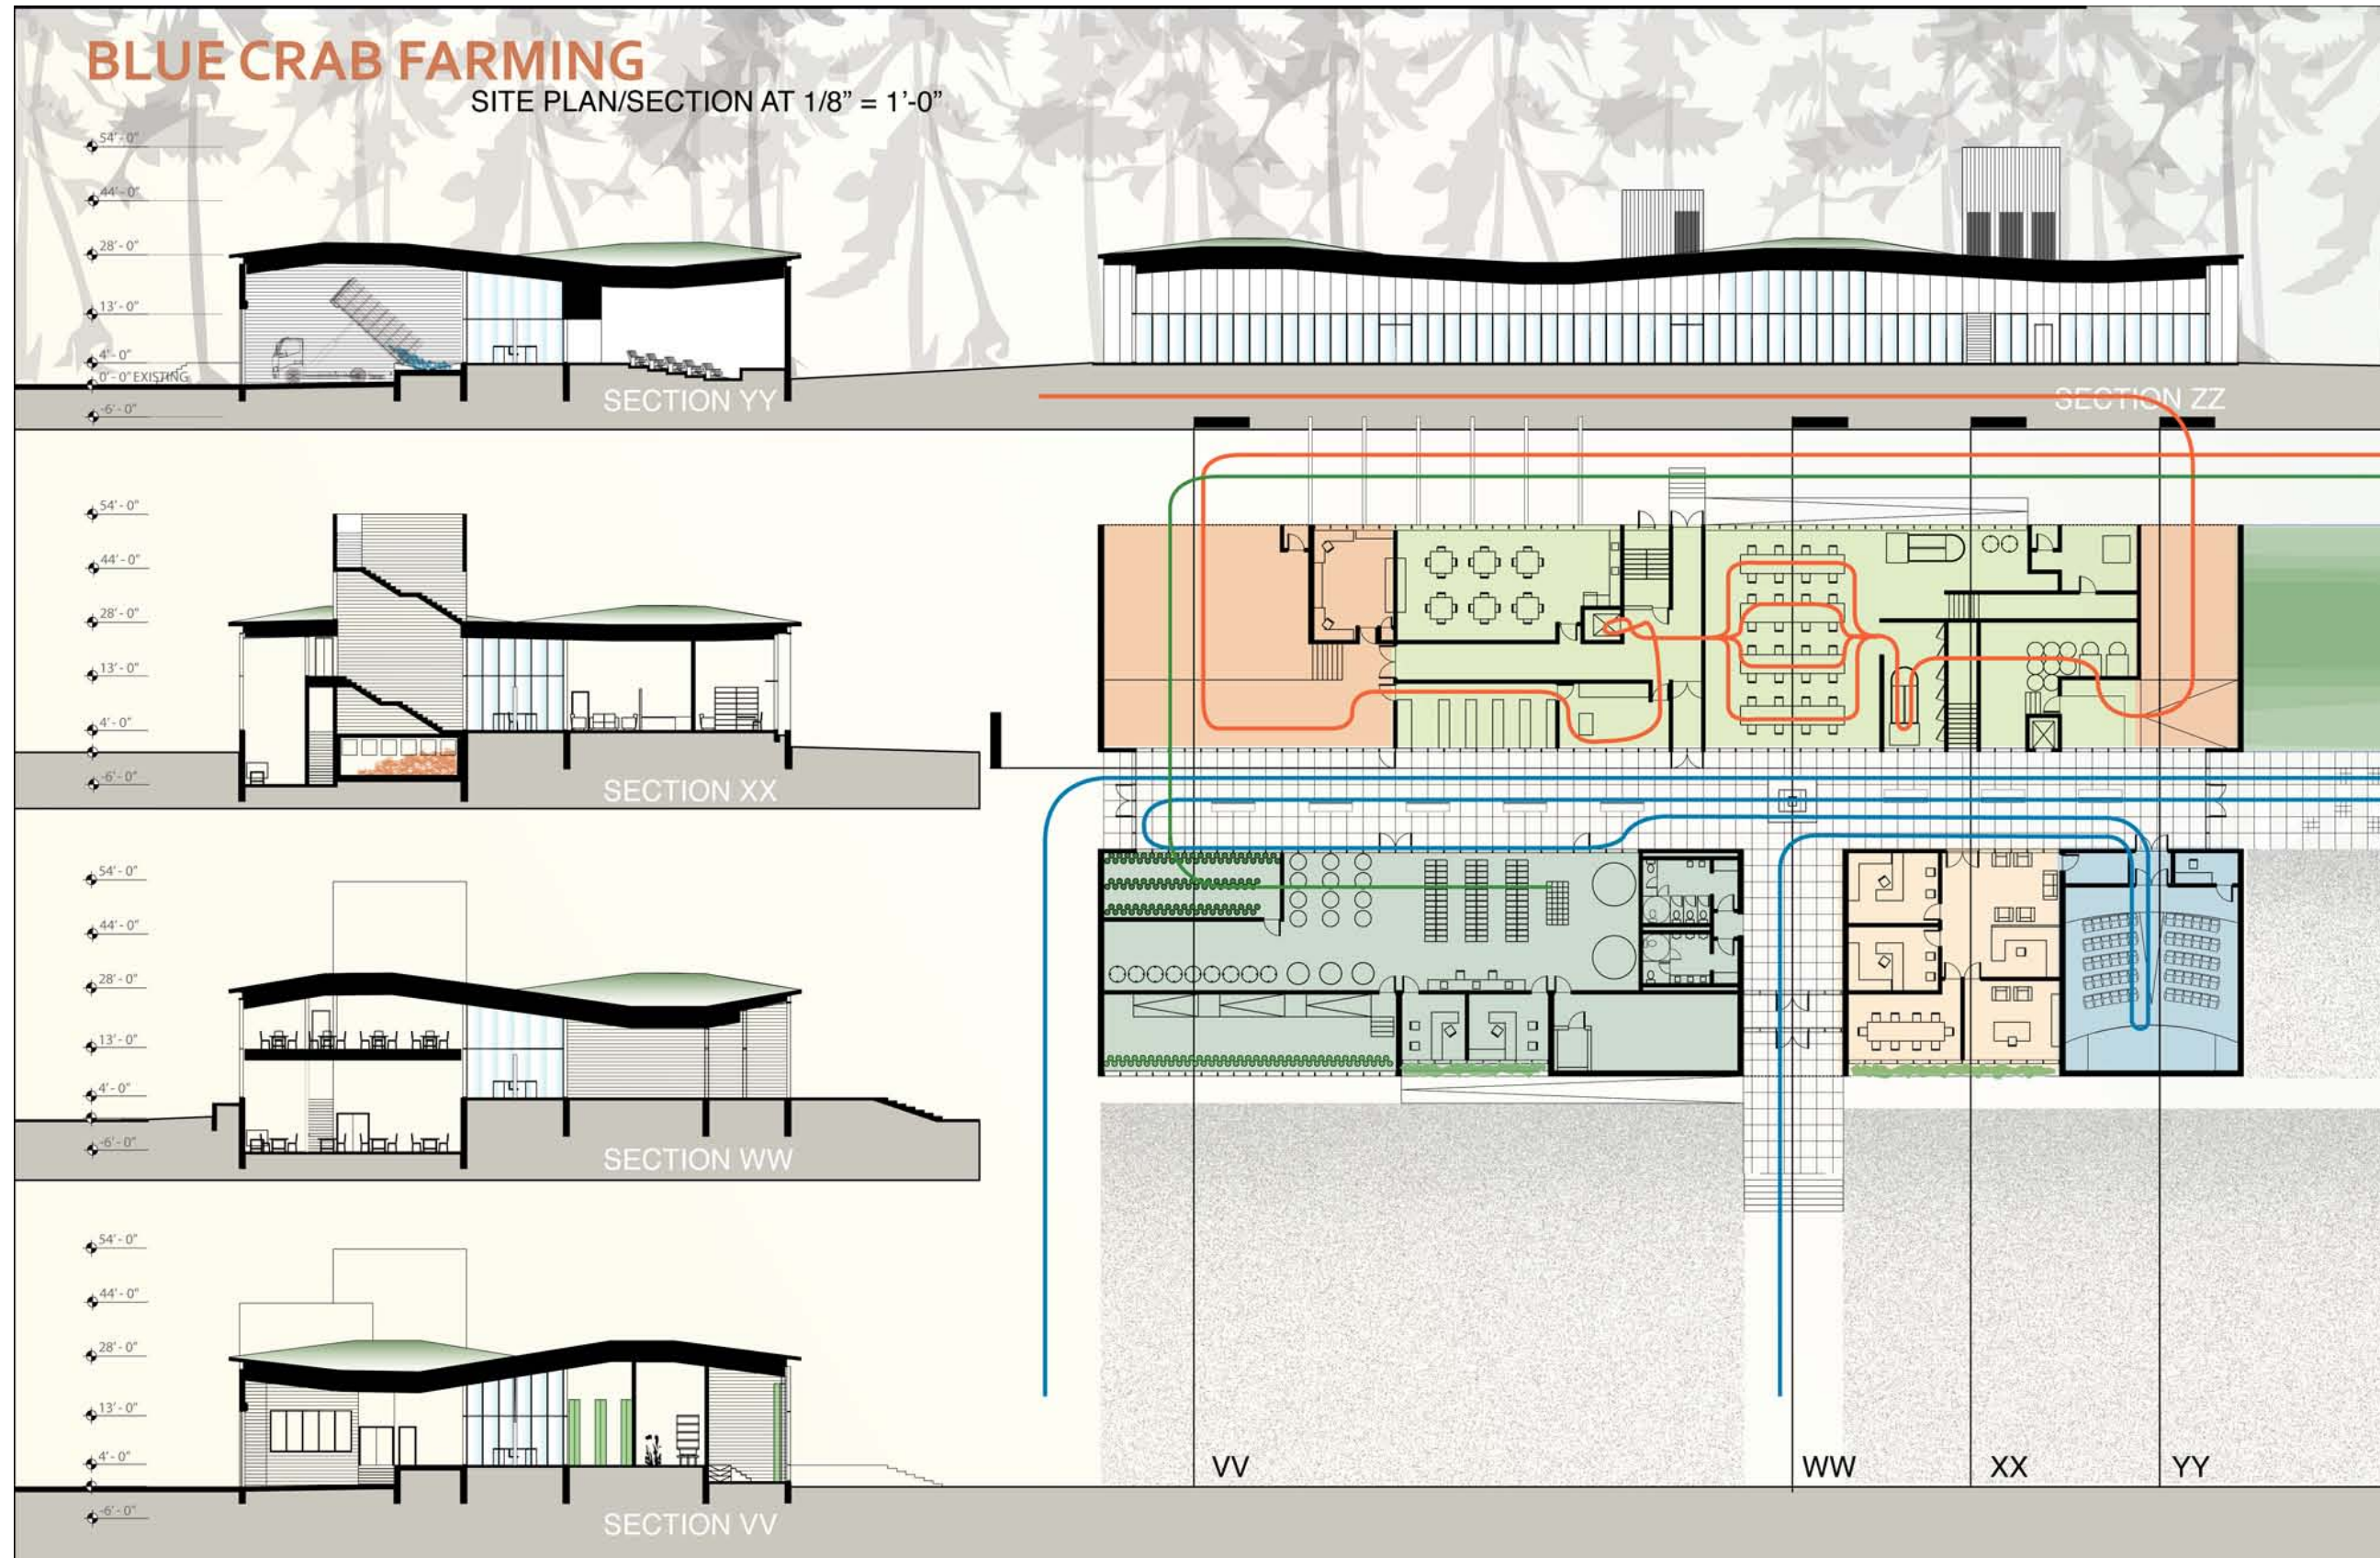 BLUE CRAB FARMING
SITE PLAN/SECTION AT 1/8” = 1’-0”
54’ - 0”
44’ - 0”
28’ - 0”
13’ - 0”
4’ - 0”
0’ - 0” EXISTING
-6’ - 0”
SECTION YY
SECTION ZZ
54’ - 0”
44’ - 0”
28’ - 0”
13’ - 0”
4’ - 0”
-6’ - 0”
SECTION XX
54’ - 0”
44’ - 0”
28’ - 0”
13’ - 0”
4’ - 0”
-6’ - 0”
SECTION WW
54’ - 0”
44’ - 0”
28’ - 0”
13’ - 0”
4’ - 0”
-6’ - 0”
SECTION VV
VV
WW
XX
YY